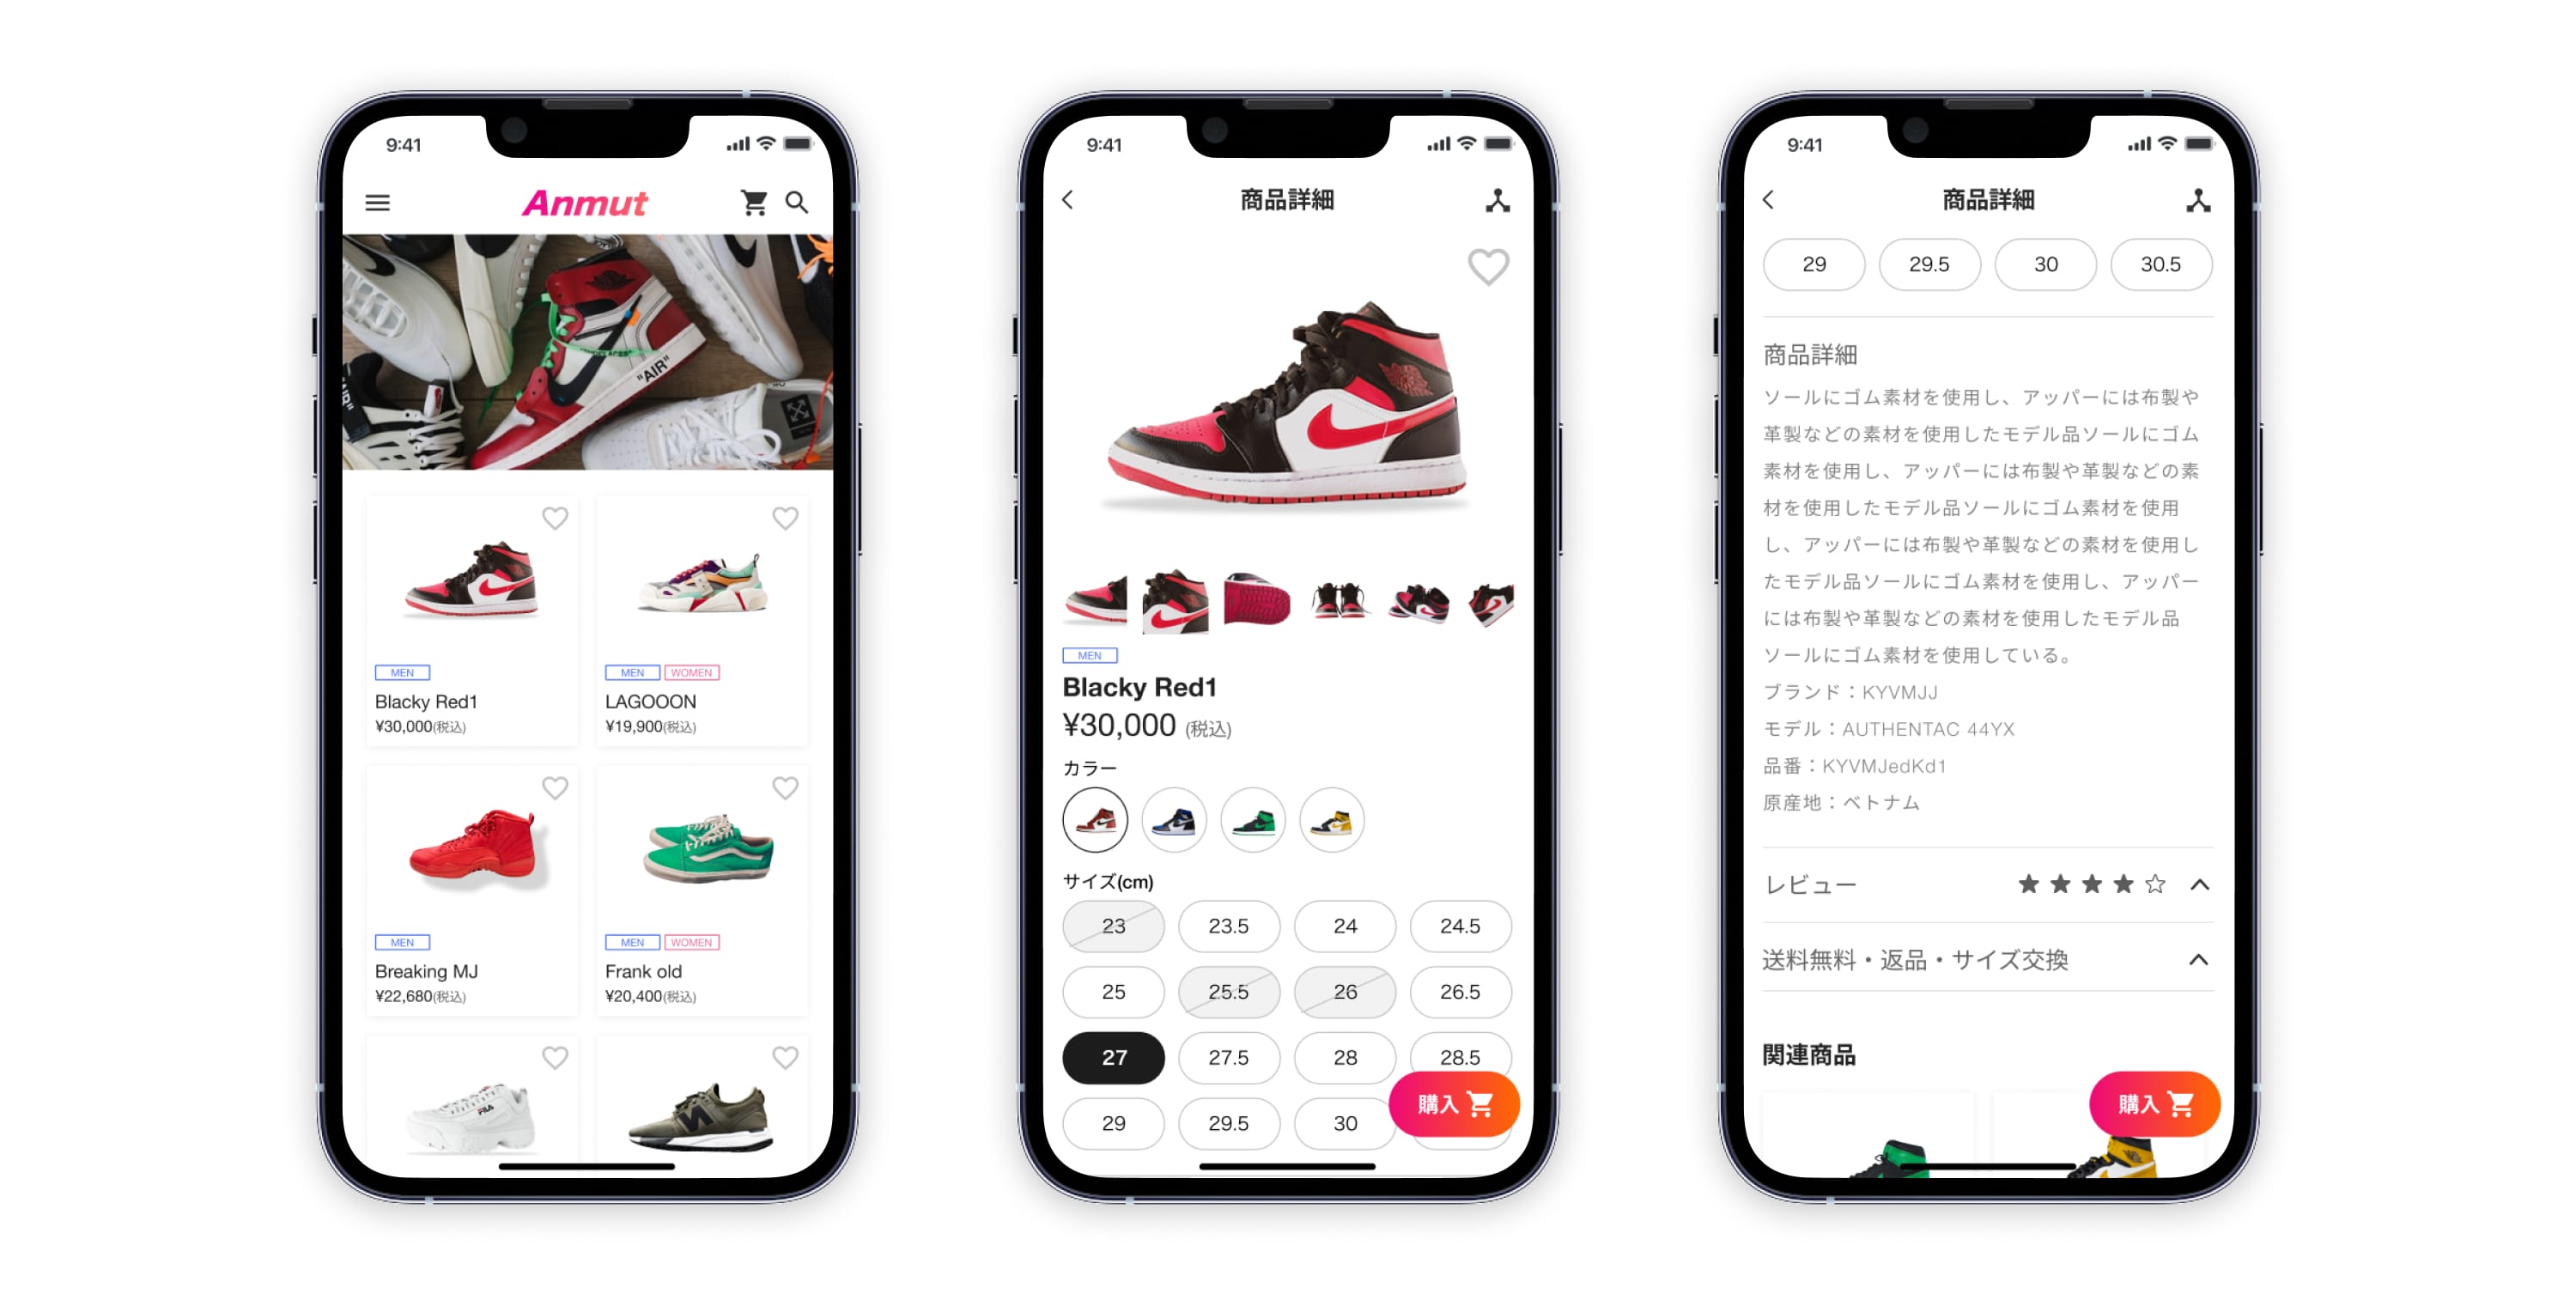 9:41
Anmut
"AIR"
MEN
Blacky Red1
¥30,000(税込)
MEN WOMEN
LAGOOON
¥19,900(税込)
MEN
Breaking MJ
¥22,680(税込)
MEN WOMEN
Frank old
¥20,400(税込)
FILA
9:41
商品詳細
MEN
Blacky Red1
¥30,000 (税込)
カラー
サイズ(cm)
23 23.5 24 24.5
25 25.5 26 26.5
27 27.5 28 28.5
29 29.5 30
購入
9:41
商品詳細
29 29.5 30 30.5
商品詳細
ソールにゴム素材を使用し、アッパーには布製や
革製などの素材を使用したモデル品ソールにゴム
素材を使用し、アッパーには布製や革製などの素
材を使用したモデル品ソールにゴム素材を使用
し、アッパーには布製や革製などの素材を使用し
たモデル品ソールにゴム素材を使用し、アッパー
には布製や革製などの素材を使用したモデル品
ソールにゴム素材を使用している。
ブランド：KYVMJJ
モデル：AUTHENTAC 44YX
品番：KYVMJedKd1
原産地：ベトナム
レビュー
送料無料・返品・サイズ交換
関連商品
購入